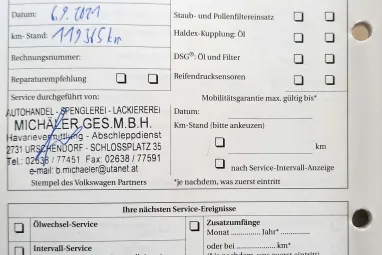 Datum: 6.9.2021
km- Stand: 119365 km
Rechnungsnummer:
Reparaturempfehlung
Service durchgeführt von:
AUTOHANDEL - SPENGLEREI - LACKIEREREI
MICHÄLER GES.M.B.H.
Havarievermittlung - Abschleppdienst
2731 URSCHENDORF - SCHLOSSPLATZ 35
Tel.: 02638 / 77451 Fax: 02638 / 77591
e-mail: b.michaeler@utanet.at
Stempel des Volkswagen Partners
Staub- und Pollenfiltereinsatz
Haldex-Kupplung: Öl
DSG®: Öl und Filter
Reifendrucksensoren
Mobilitätsgarantie max. gültig bis*
Datum:
Km-Stand (bitte ankreuzen)
km
nach Service-Intervall-Anzeige
*je nachdem, was zuerst eintritt
Ihre nächsten Service-Ereignisse
Ölwechsel-Service
Intervall-Service
Zusatzumfänge
Monat .............. Jahr* ..............
oder bei .............. km*